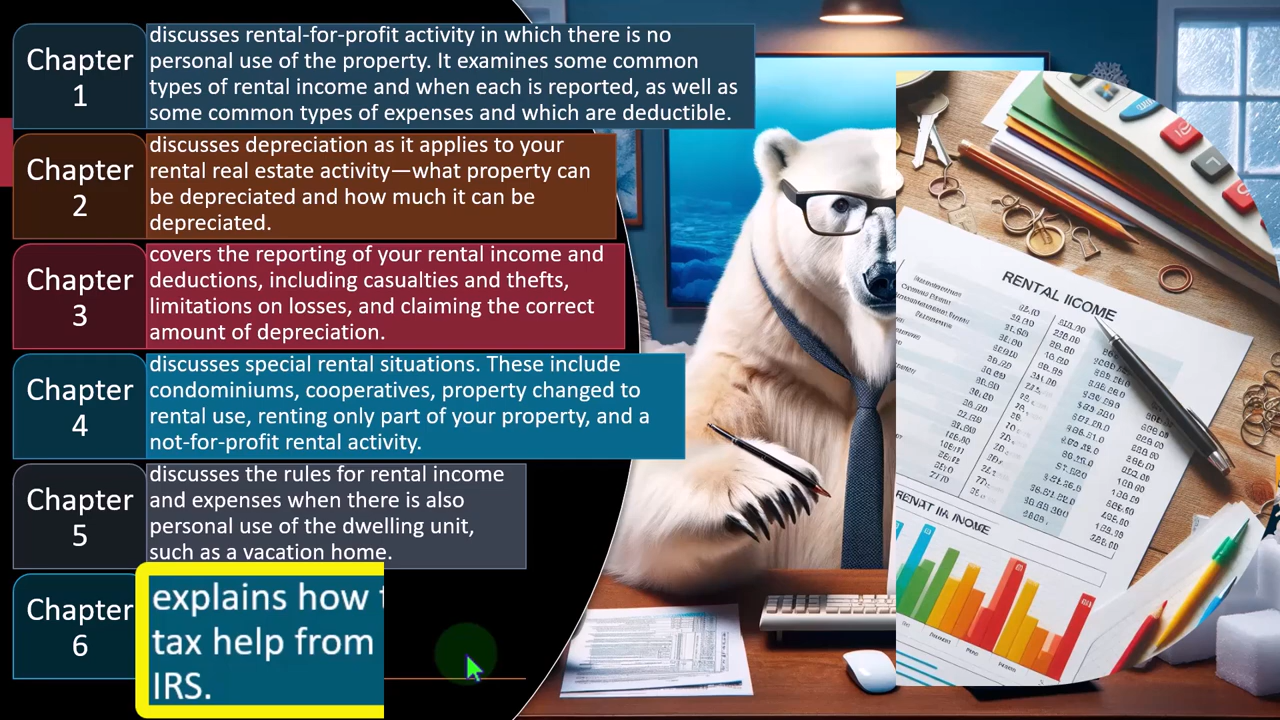 Chapter
1
discusses rental-for-profit activity in which there is no
personal use of the property. It examines some common
types of rental income and when each is reported, as well as
some common types of expenses and which are deductible.
Chapter
2
discusses depreciation as it applies to your
rental real estate activity—what property can
be depreciated and how much it can be
depreciated.
Chapter
3
covers the reporting of your rental income and
deductions, including casualties and thefts,
limitations on losses, and claiming the correct
amount of depreciation.
Chapter
4
discusses special rental situations. These include
condominiums, cooperatives, property changed to
rental use, renting only part of your property, and a
not-for-profit rental activity.
Chapter
5
discusses the rules for rental income
and expenses when there is also
personal use of the dwelling unit,
such as a vacation home.
Chapter
6
explains how
tax help from
IRS.
RENTAL IICOME